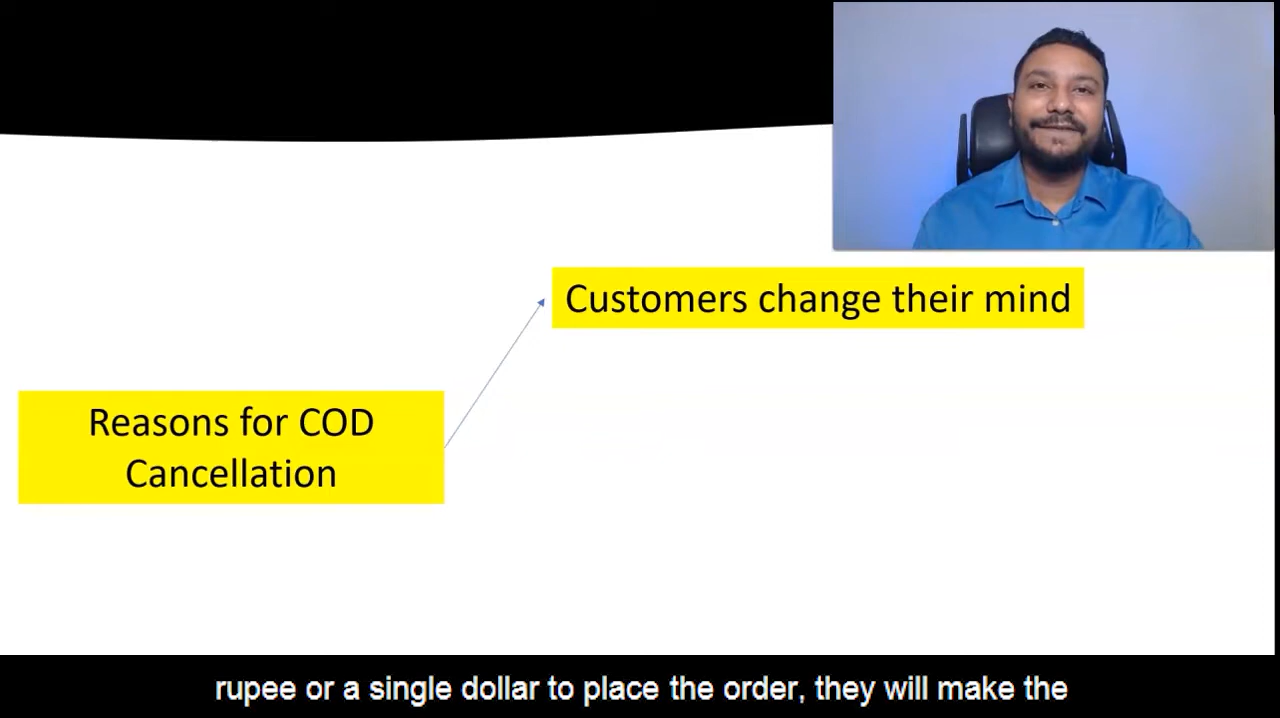 Customers change their mind
Reasons for COD
Cancellation
rupee or a single dollar to place the order, they will make the